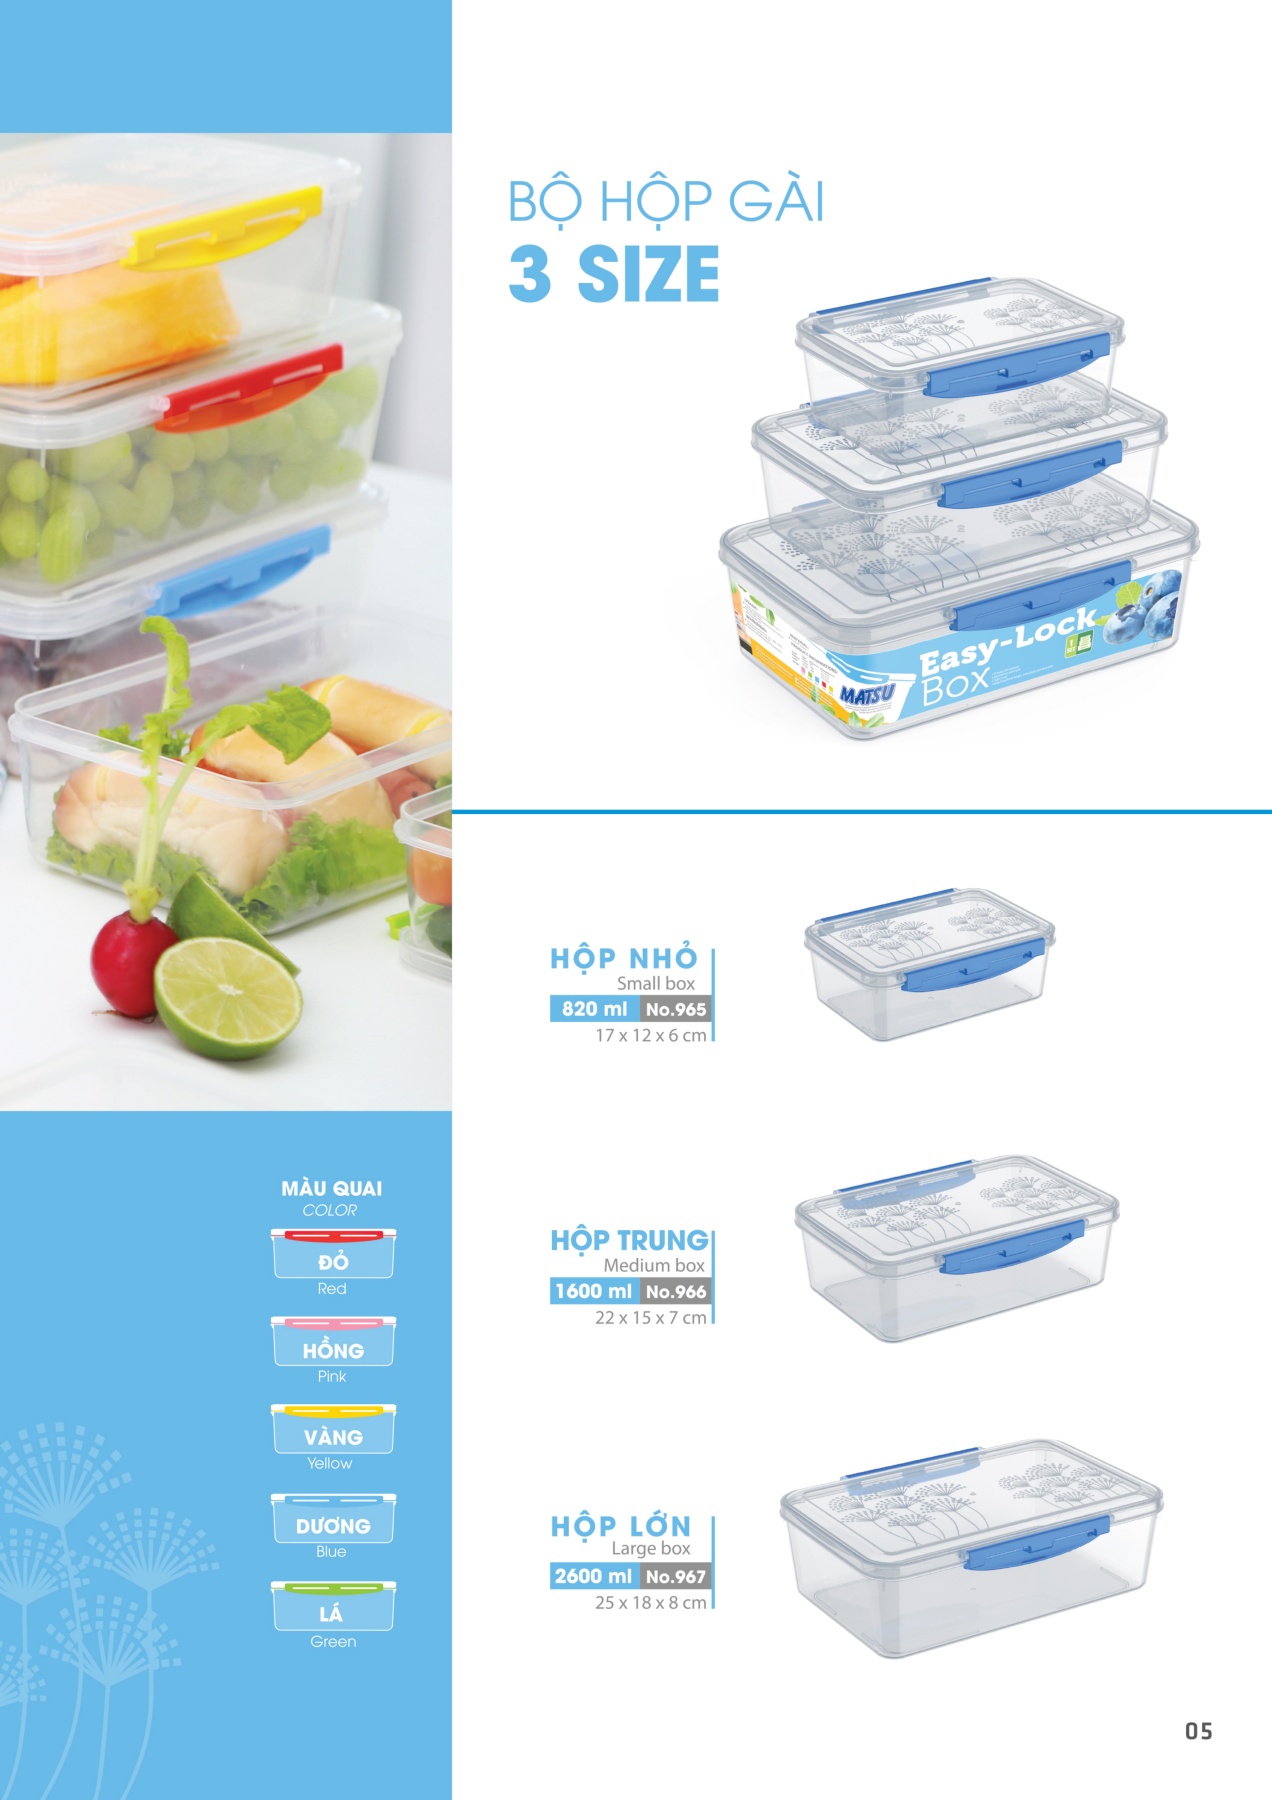 BỘ HỘP GÀI
3 SIZE
Easy-Lock
Box
MATSU
HỘP NHỎ
Small box
820 ml No.965
17 x 12 x 6 cm
HỘP TRUNG
Medium box
1600 ml No.966
22 x 15 x 7 cm
HỘP LỚN
Large box
2600 ml No.967
25 x 18 x 8 cm
MÀU QUAI
COLOR
ĐỎ
Red
HỒNG
Pink
VÀNG
Yellow
DƯƠNG
Blue
LÁ
Green
05